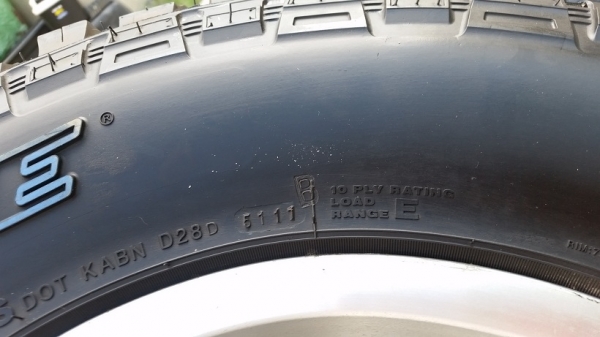 S®
DOT KABN D28D 5111
10 PLY RATING
LOAD
RANGE E